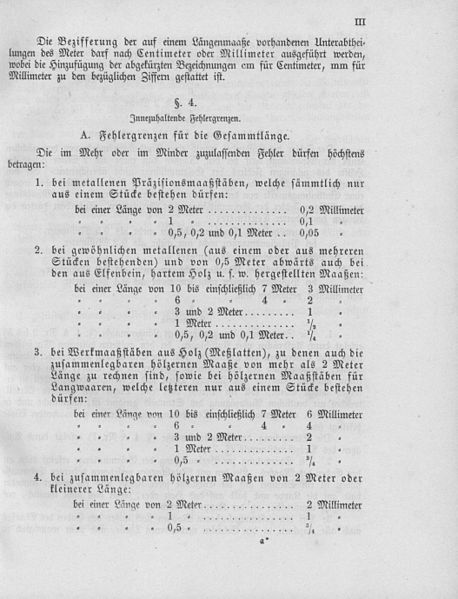 III
Die Bezifferung der auf einem Längenmaaße vorhandenen Unterabthei-
lungen des Meter darf nach Centimeter oder Millimeter ausgeführt werden,
wobei die Hinzufügung der abgekürzten Bezeichnungen cm für Centimeter, mm für
Millimeter zu den bezüglichen Ziffern gestattet ist.
§. 4.
Innezuhaltende Fehlergrenzen.
A. Fehlergrenzen für die Gesammtlänge.
Die im Mehr oder im Minder zuzulassenden Fehler dürfen höchstens
betragen:
1. bei metallenen Präzisionsmaaßstäben, welche sämmtlich nur
aus einem Stücke bestehen dürfen:
bei einer Länge von 2 Meter ............... 0,2 Millimeter
" " " " 1 " ............... 0,1 "
" " " " 0,5, 0,2 und 0,1 Meter .. 0,05 "
2. bei gewöhnlichen metallenen (aus einem oder aus mehreren
Stücken bestehenden) und von 0,5 Meter abwärts auch bei
den aus Elfenbein, hartem Holz u. s. w. hergestellten Maaßen:
bei einer Länge von 10 bis einschließlich 7 Meter 3 Millimeter
" " " " 6 " " 4 " 2 "
" " " " 3 und 2 Meter ......... 1 "
" " " " 1 Meter ............... 1/2 "
" " " " 0,5, 0,2 und 0,1 Meter .. 1/4 "
3. bei Werkmaaßstäben aus Holz (Meßlatten), zu denen auch die
zusammenlegbaren hölzernen Maaße von mehr als 2 Meter
Länge zu rechnen sind, sowie bei hölzernen Maaßstäben für
Langwaaren, welche letzteren nur aus einem Stücke bestehen
dürfen:
bei einer Länge von 10 bis einschließlich 7 Meter 6 Millimeter
" " " " 6 " " 4 " 4 "
" " " " 3 und 2 Meter ......... 2 "
" " " " 1 Meter ............... 1 "
" " " " 0,5 " ............... 3/4 "
4. bei zusammenlegbaren hölzernen Maaßen von 2 Meter oder
kleinerer Länge:
bei einer Länge von 2 Meter ............... 2 Millimeter
" " " " 1 " ............... 1 "
" " " " 0,5 " ............... 3/4 "
a*